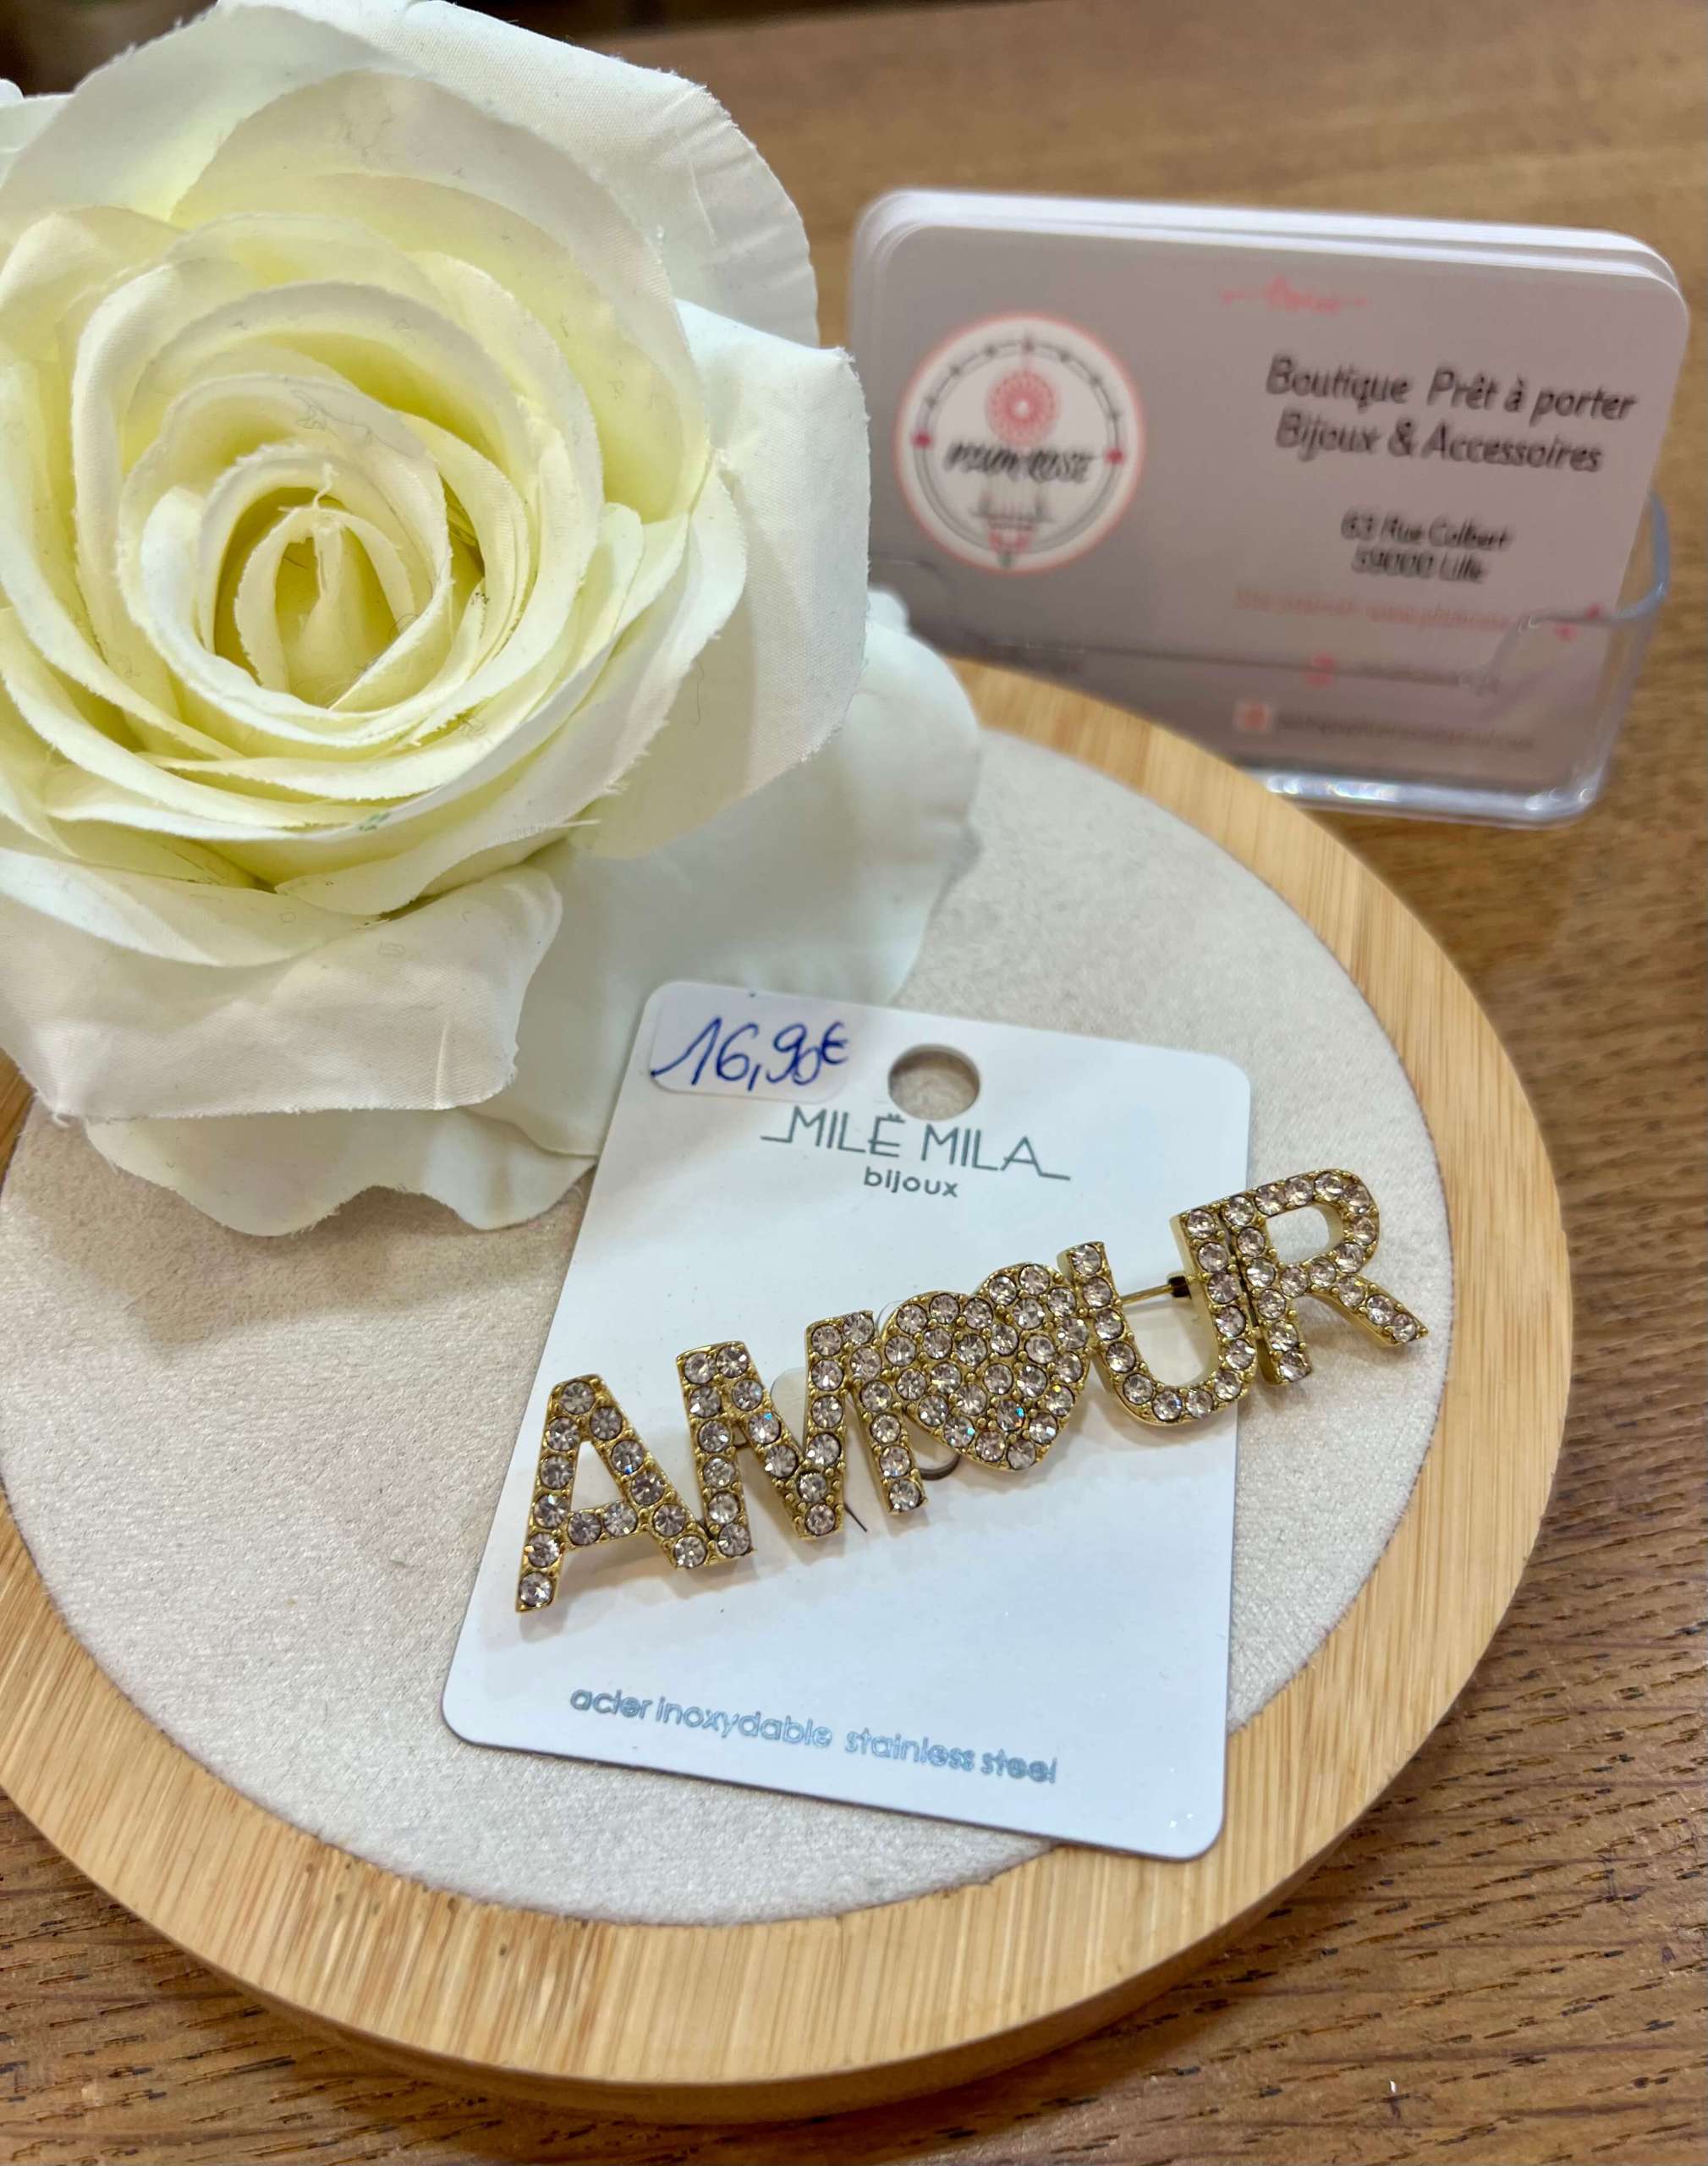 Boutique Prêt à porter
Bijoux & Accessoires
63 Rue Colbert
59000 Lille
16,90€
MILË MILA
bijoux
AMOUR
acier inoxydable stainless steel